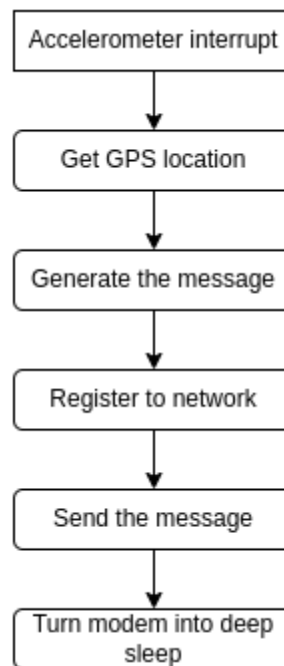 Accelerometer interrupt
Get GPS location
Generate the message
Register to network
Send the message
Turn modem into deep
sleep